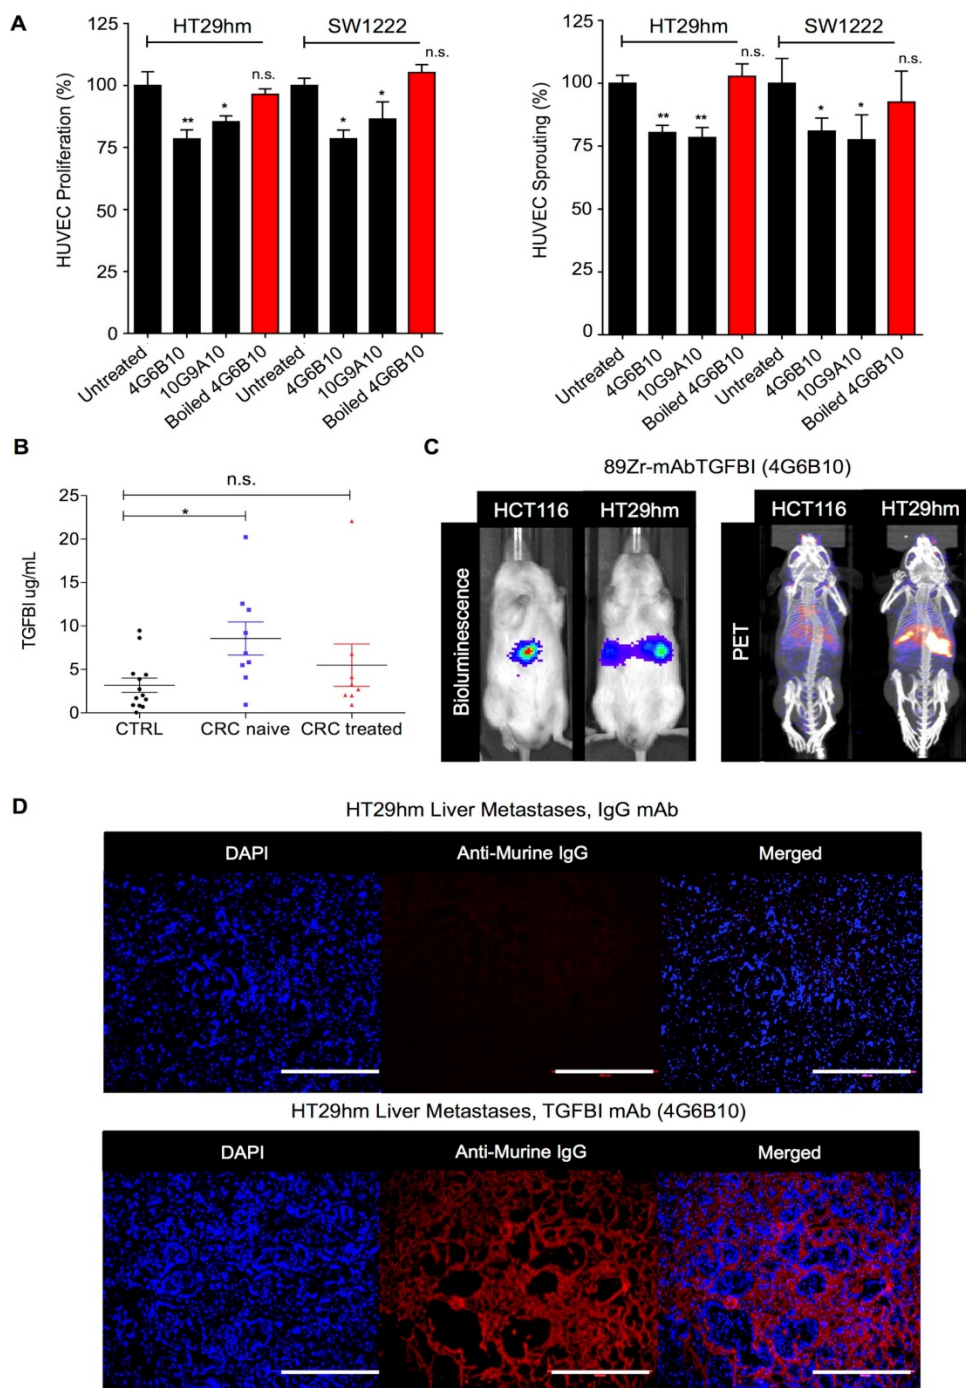 A
HT29hm
SW1222
HUVEC Proliferation (%)
125
100
75
50
25
0
**
*
n.s.
*
*
n.s.
Untreated
4G6B10
10G9A10
Boiled 4G6B10
Untreated
4G6B10
10G9A10
Boiled 4G6B10
HT29hm
SW1222
HUVEC Sprouting (%)
125
100
75
50
25
0
**
**
n.s.
*
*
n.s.
Untreated
4G6B10
10G9A10
Boiled 4G6B10
Untreated
4G6B10
10G9A10
Boiled 4G6B10
B
n.s.
*
TGFBI ug/mL
25
20
15
10
5
0
CTRL
CRC naive
CRC treated
C
89Zr-mAbTGFBI (4G6B10)
HCT116
HT29hm
Bioluminescence
HCT116
HT29hm
PET
D
HT29hm Liver Metastases, IgG mAb
DAPI
Anti-Murine IgG
Merged
HT29hm Liver Metastases, TGFBI mAb (4G6B10)
DAPI
Anti-Murine IgG
Merged